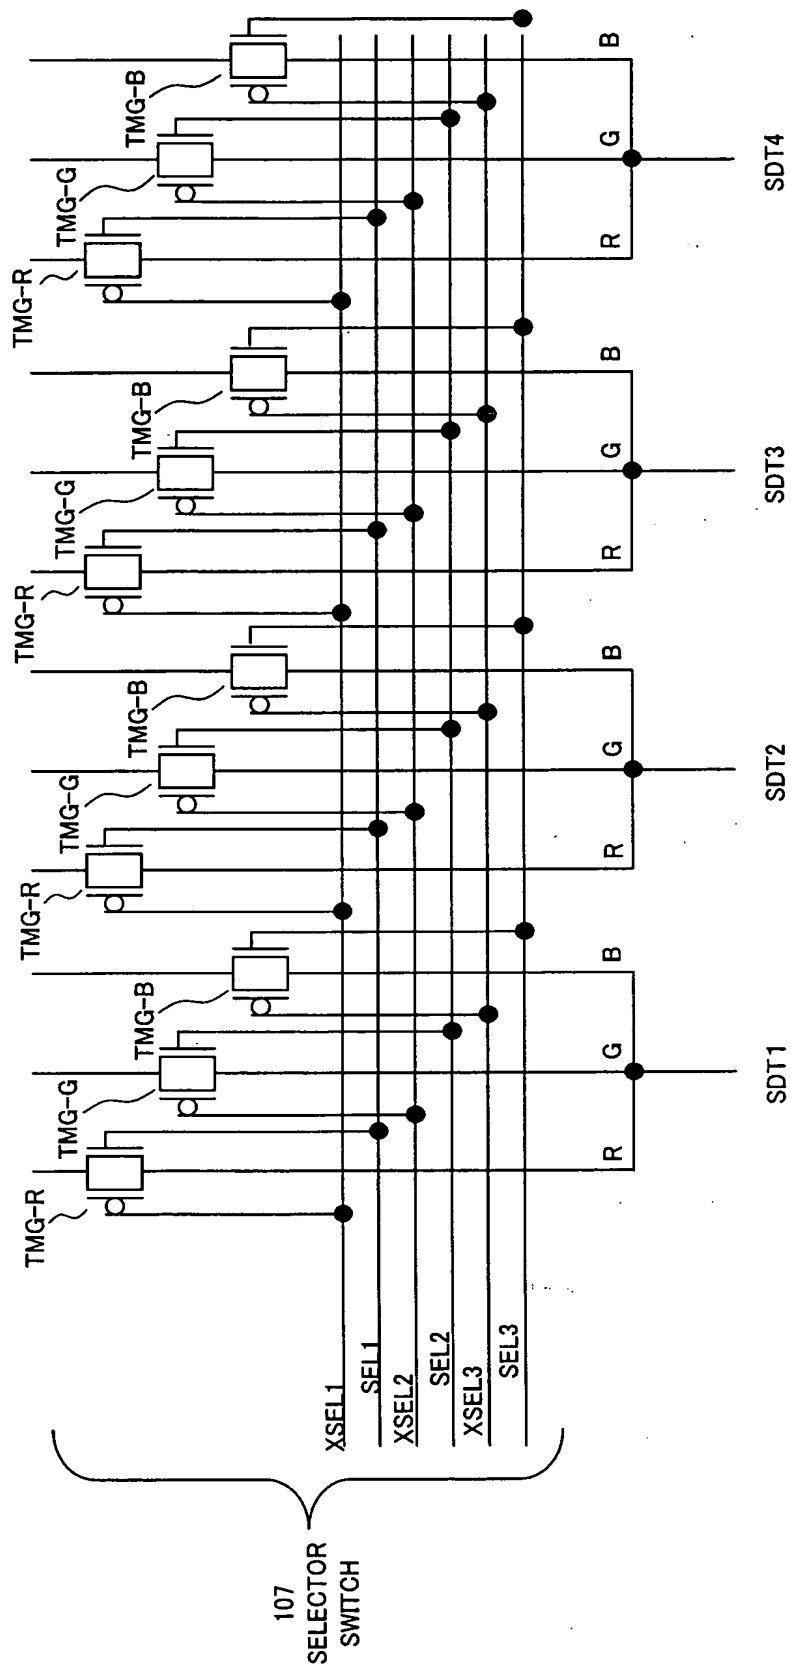 TMG-R
TMG-G
TMG-B
TMG-R
TMG-G
TMG-B
TMG-R
TMG-G
TMG-B
TMG-R
TMG-G
TMG-B
107
SELECTOR
SWITCH
XSEL1
SEL1
XSEL2
SEL2
XSEL3
SEL3
R
G
B
R
G
B
R
G
B
R
G
B
SDT1
SDT2
SDT3
SDT4